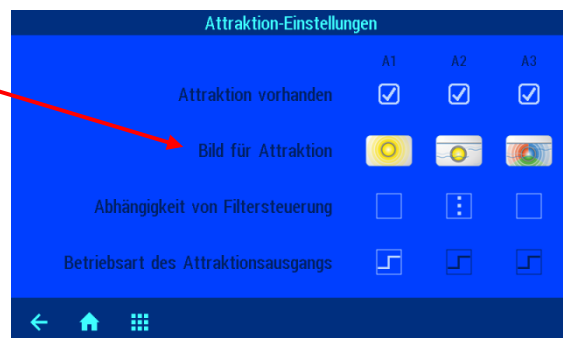 Attraktion-Einstellungen
A1 A2 A3
Attraktion vorhanden
Bild für Attraktion
Abhängigkeit von Filtersteuerung
Betriebsart des Attraktionsausgangs